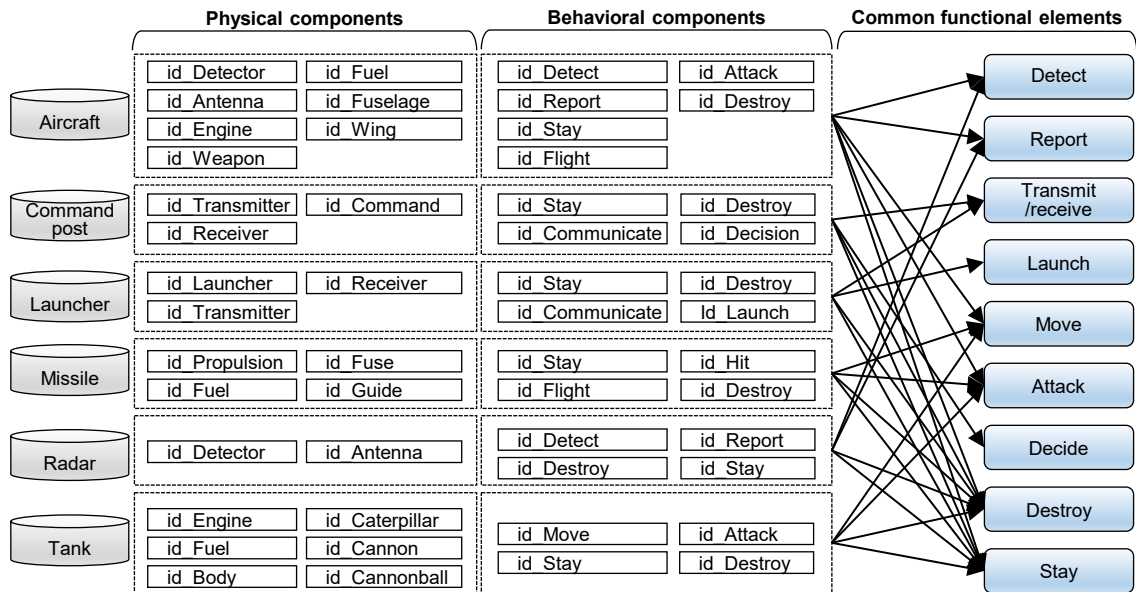 Physical components
Behavioral components
Common functional elements
Aircraft
id_Detector
id_Fuel
id_Antenna
id_Fuselage
id_Engine
id_Wing
id_Weapon
id_Detect
id_Attack
id_Report
id_Destroy
id_Stay
id_Flight
Command
post
id_Transmitter
id_Command
id_Receiver
id_Stay
id_Destroy
id_Communicate
id_Decision
Launcher
id_Launcher
id_Receiver
id_Transmitter
id_Stay
id_Destroy
id_Communicate
Id_Launch
Missile
id_Propulsion
id_Fuse
id_Fuel
id_Guide
id_Stay
id_Hit
id_Flight
id_Destroy
Radar
id_Detector
id_Antenna
id_Detect
id_Report
id_Destroy
id_Stay
Tank
id_Engine
id_Caterpillar
id_Fuel
id_Cannon
id_Body
id_Cannonball
id_Move
id_Attack
id_Stay
id_Destroy
Detect
Report
Transmit
/receive
Launch
Move
Attack
Decide
Destroy
Stay